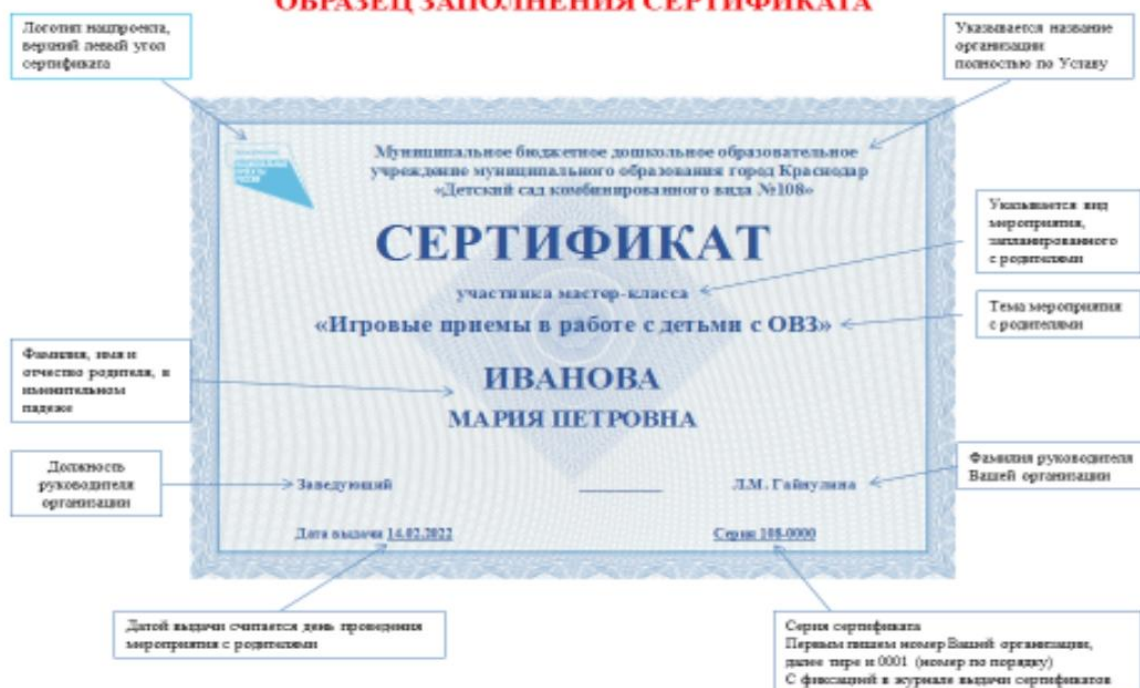 ОБРАЗЕЦ ЗАПОЛНЕНИЯ СЕРТИФИКАТА
Логотип нацпроекта,
верхний левый угол
сертификата
Указывается название
организации
полностью по Уставу
Муниципальное бюджетное дошкольное образовательное
учреждение муниципального образования город Краснодар
«Детский сад комбинированного вида №108»
СЕРТИФИКАТ
Указывается вид
мероприятия,
запланированного
с родителями
участника мастер-класса
«Игровые приемы в работе с детьми с ОВЗ»
Тема мероприятия
с родителями
Фамилия, имя и
отчество родителя, в
именительном
падеже
ИВАНОВА
МАРИЯ ПЕТРОВНА
Должность
руководителя
организации
Заведующий
Л.М. Гайнулина
Фамилия руководителя
Вашей организации
Дата выдачи 14.02.2022
Серия 108-0000
Датой выдачи считается день проведения
мероприятия с родителями
Серия сертификата
Первым пишем номер Вашей организации,
далее тире и 0001 (номер по порядку)
С фиксацией в журнале выдачи сертификатов